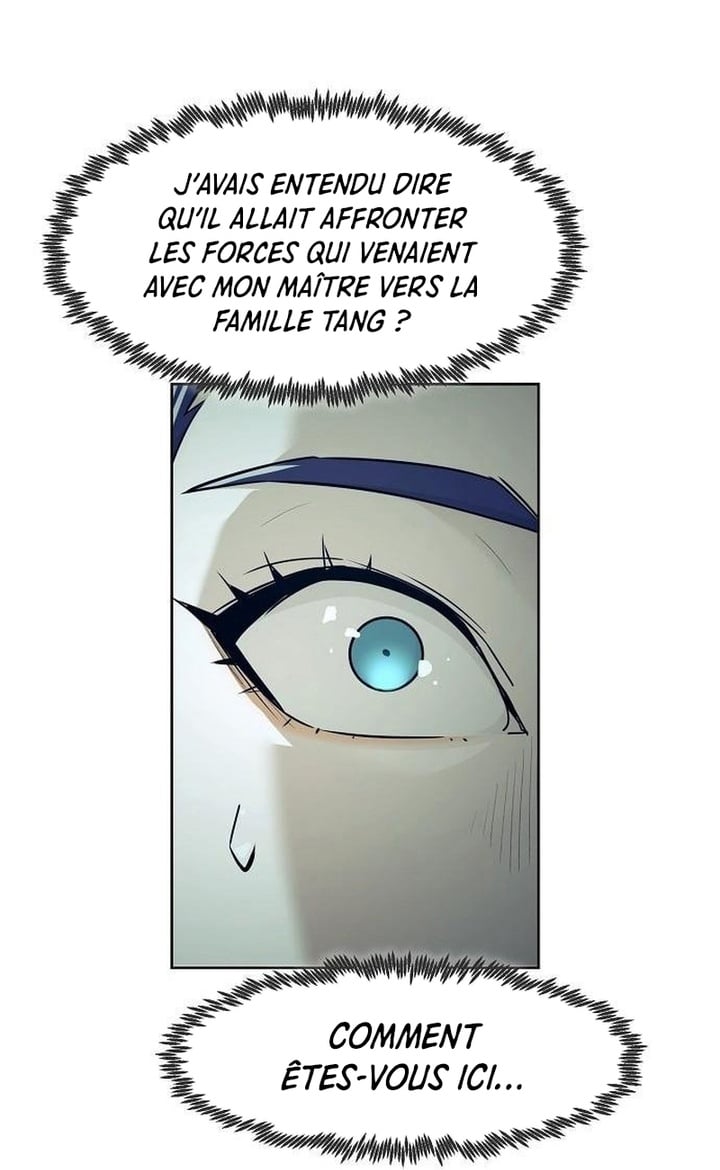 J'AVAIS ENTENDU DIRE
QU'IL ALLAIT AFFRONTER
LES FORCES QUI VENAIENT
AVEC MON MAÎTRE VERS LA
FAMILLE TANG ?
COMMENT
ÊTES-VOUS ICI...